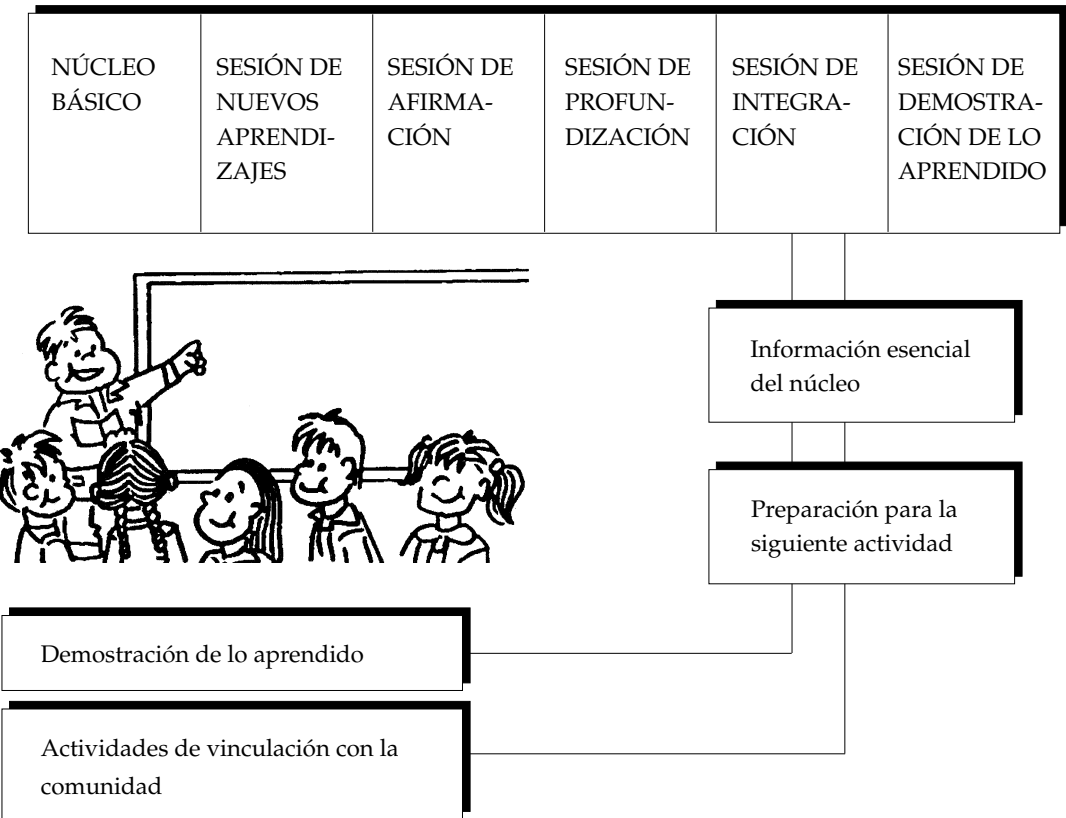 NÚCLEO
BÁSICO
SESIÓN DE
NUEVOS
APRENDI-
ZAJES
SESIÓN DE
AFIRMA-
CIÓN
SESIÓN DE
PROFUN-
DIZACIÓN
SESIÓN DE
INTEGRA-
CIÓN
SESIÓN DE
DEMOSTRA-
CIÓN DE LO
APRENDIDO
Información esencial
del núcleo
Preparación para la
siguiente actividad
Demostración de lo aprendido
Actividades de vinculación con la
comunidad